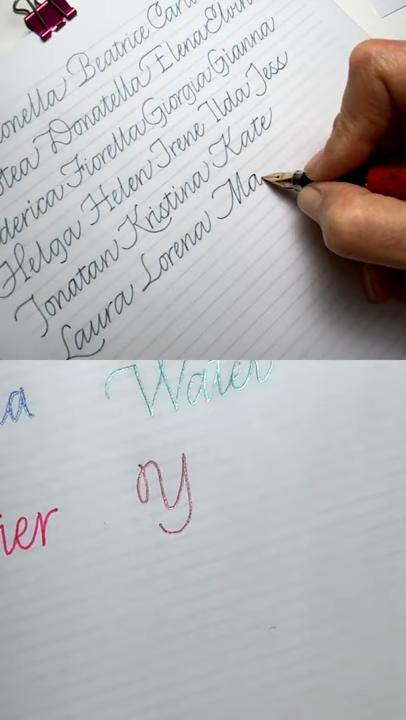 onella Beatrice Car
tea Donatella Elena Elvir
derica Fiorella Giorgia Gianna
Helga Helen Irene Ilda Jess
Jonatan Kristina Kate
Laura Lorena Ma
a Water
ier Y